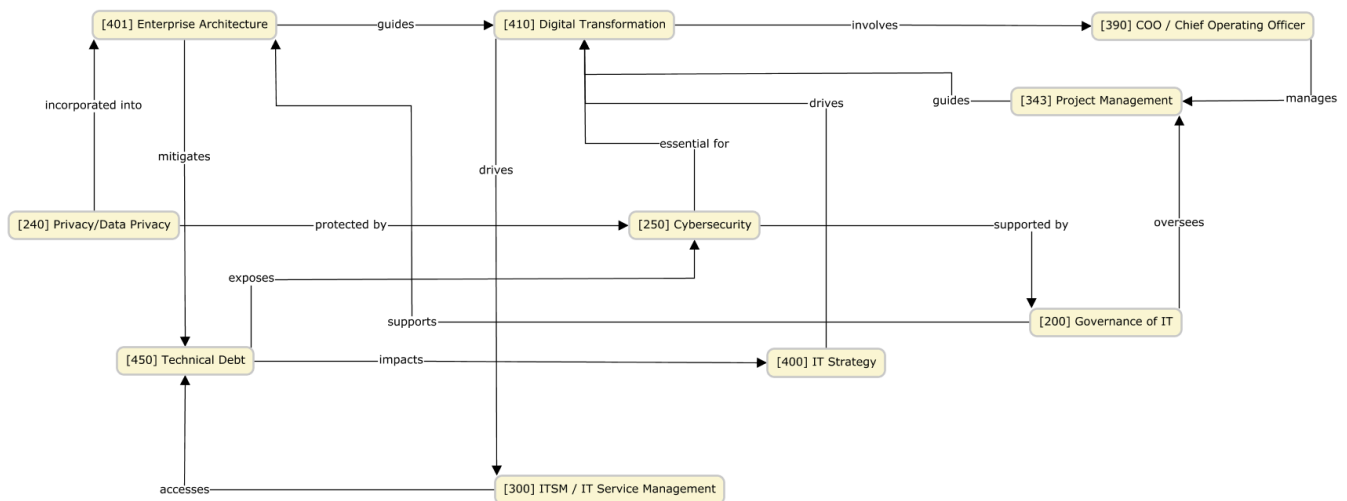 [401] Enterprise Architecture
guides
[410] Digital Transformation
involves
[390] COO / Chief Operating Officer
incorporated into
drives
guides
[343] Project Management
manages
mitigates
essential for
drives
[240] Privacy/Data Privacy
protected by
[250] Cybersecurity
supported by
oversees
exposes
supports
[200] Governance of IT
[450] Technical Debt
impacts
[400] IT Strategy
accesses
[300] ITSM / IT Service Management